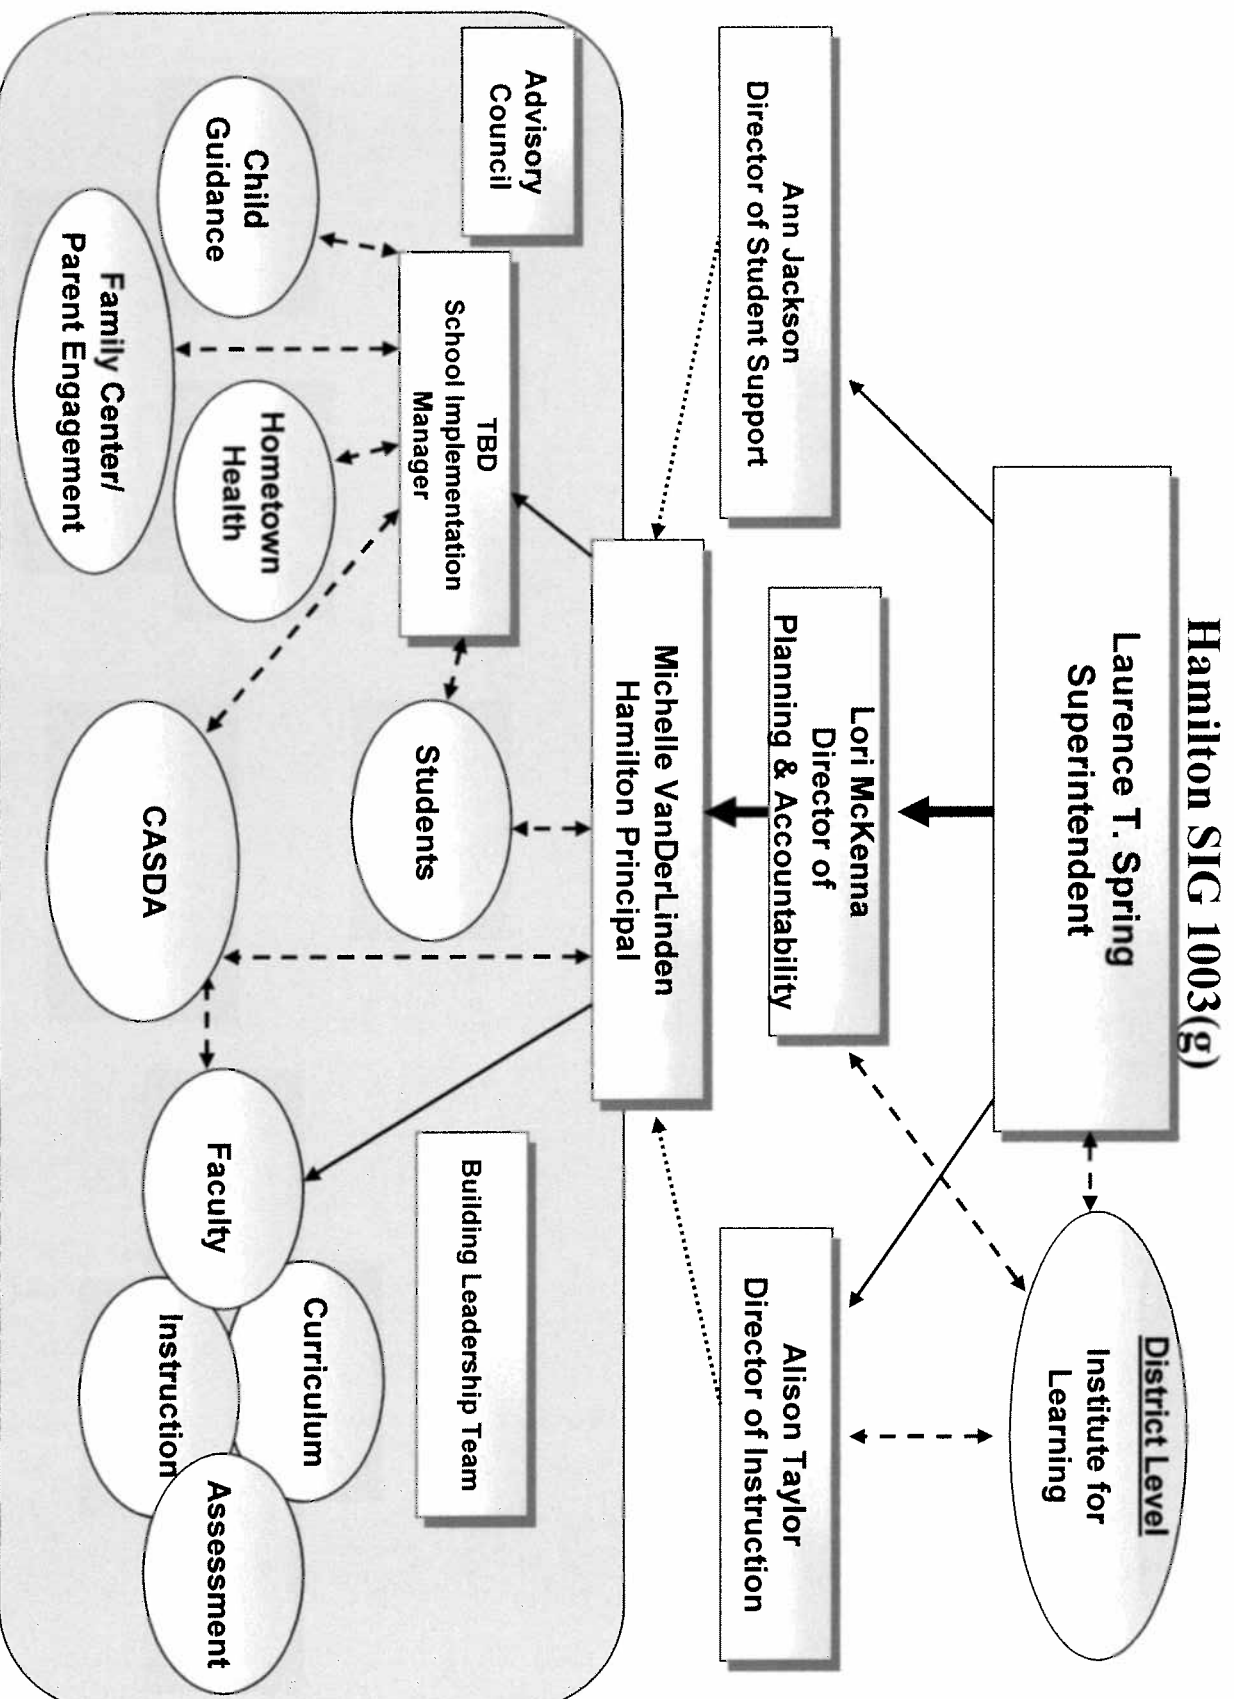 Hamilton SIG 1003(g)
Laurence T. Spring
Superintendent
District Level
Institute for
Learning
Ann Jackson
Director of Student Support
Lori McKenna
Director of
Planning & Accountability
Alison Taylor
Director of Instruction
Michelle VanDerLinden
Hamilton Principal
Advisory
Council
TBD
School Implementation
Manager
Building Leadership Team
Students
Child
Guidance
Hometown
Health
Family Center/
Parent Engagement
CASDA
Faculty
Curriculum
Instruction
Assessment